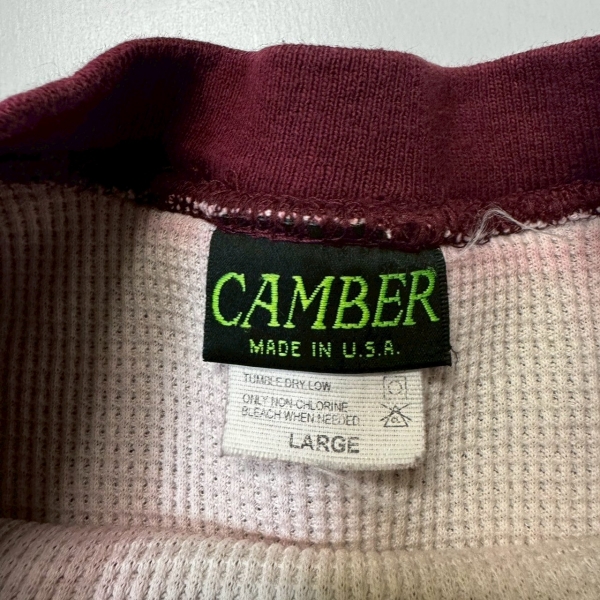 CAMBER
MADE IN U.S.A.
TUMBLE DRY LOW
ONLY NON-CHLORINE
BLEACH WHEN NEEDED
LARGE